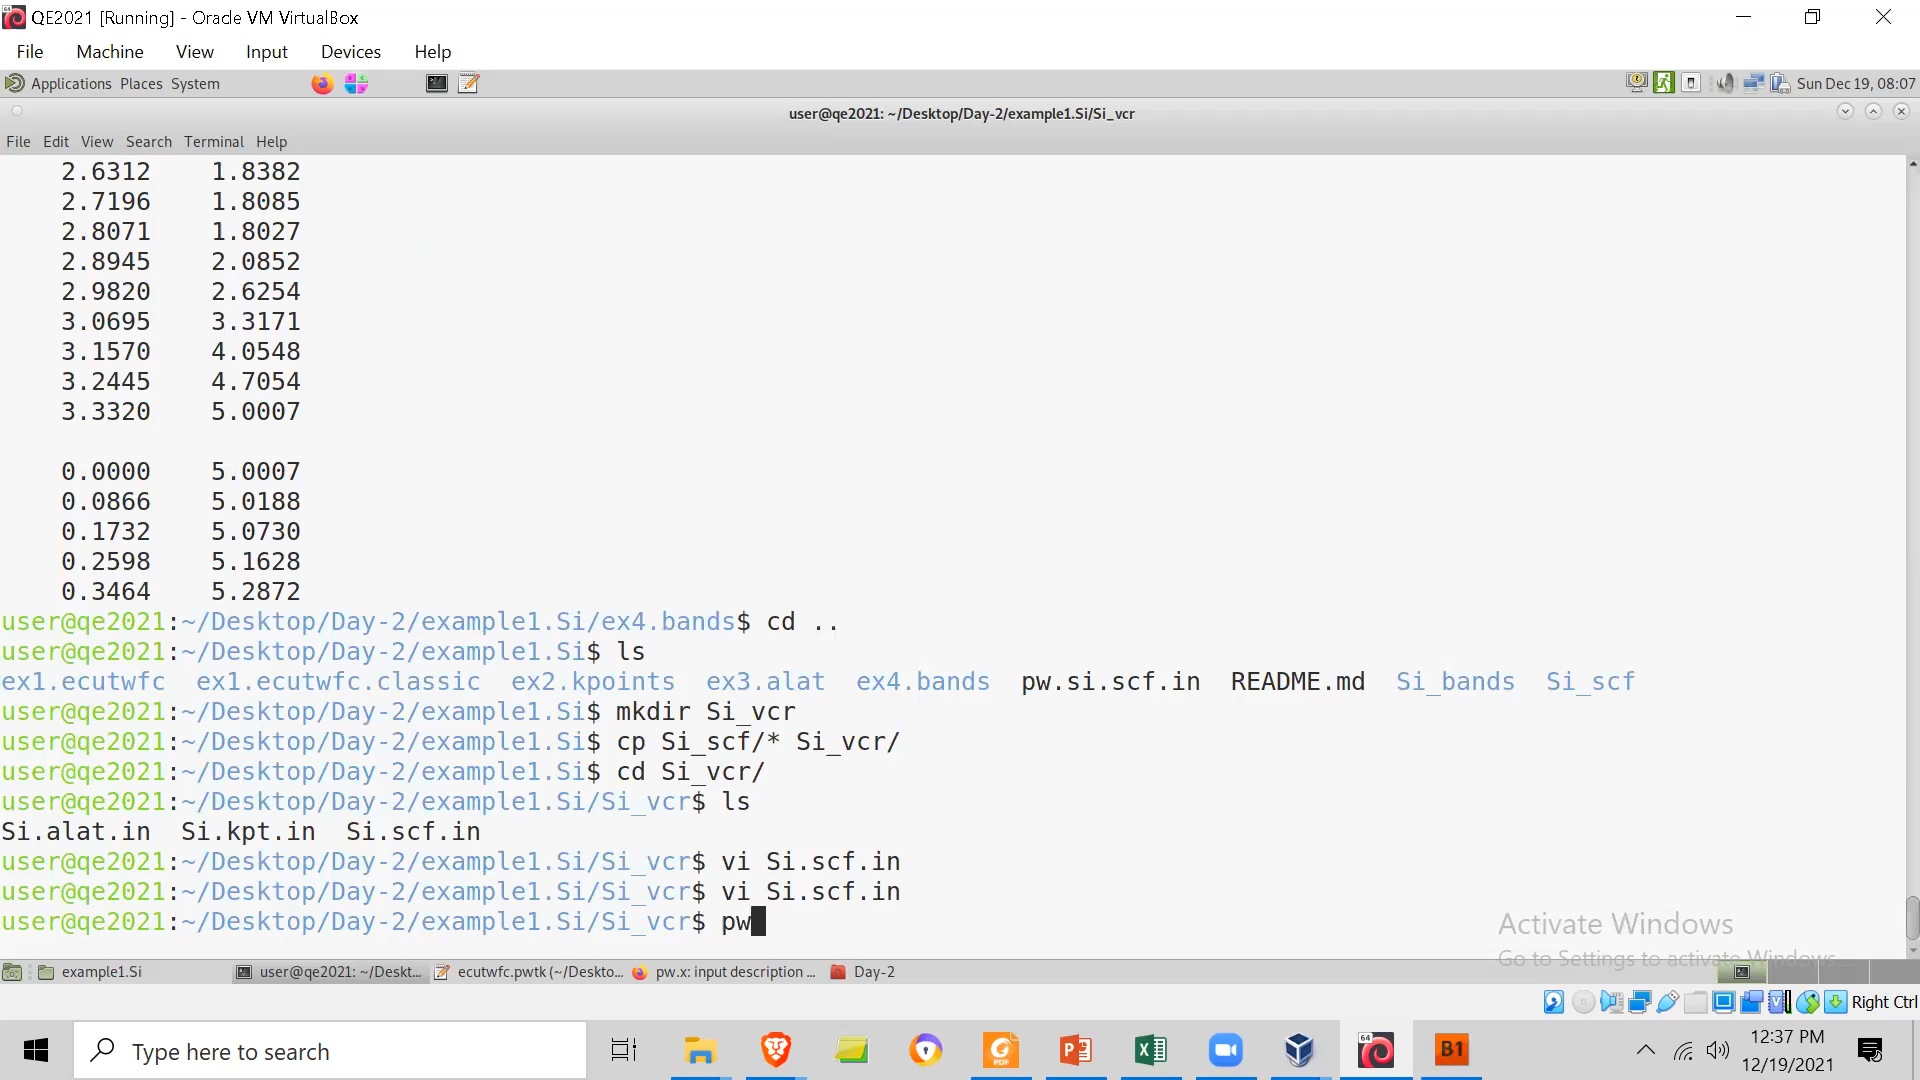 QE2021 [Running] - Oracle VM VirtualBox
File Machine View Input Devices Help
Applications Places System Sun Dec 19, 08:07
user@qe2021: ~/Desktop/Day-2/example1.Si/Si_vcr
File Edit View Search Terminal Help
2.6312 1.8382
2.7196 1.8085
2.8071 1.8027
2.8945 2.0852
2.9820 2.6254
3.0695 3.3171
3.1570 4.0548
3.2445 4.7054
3.3320 5.0007
0.0000 5.0007
0.0866 5.0188
0.1732 5.0730
0.2598 5.1628
0.3464 5.2872
user@qe2021:~/Desktop/Day-2/example1.Si/ex4.bands$ cd ..
user@qe2021:~/Desktop/Day-2/example1.Si$ ls
ex1.ecutwfc ex1.ecutwfc.classic ex2.kpoints ex3.alat ex4.bands pw.si.scf.in README.md Si_bands Si_scf
user@qe2021:~/Desktop/Day-2/example1.Si$ mkdir Si_vcr
user@qe2021:~/Desktop/Day-2/example1.Si$ cp Si_scf/* Si_vcr/
user@qe2021:~/Desktop/Day-2/example1.Si$ cd Si_vcr/
user@qe2021:~/Desktop/Day-2/example1.Si/Si_vcr$ ls
Si.alat.in Si.kpt.in Si.scf.in
user@qe2021:~/Desktop/Day-2/example1.Si/Si_vcr$ vi Si.scf.in
user@qe2021:~/Desktop/Day-2/example1.Si/Si_vcr$ vi Si.scf.in
user@qe2021:~/Desktop/Day-2/example1.Si/Si_vcr$ pw
Activate Windows
Go to Settings to activate Windows.
example1.Si user@qe2021: ~/Deskt... ecutwfc.pwtk (~/Deskto... pw.x: input description ... Day-2
Right Ctrl
Type here to search
64
B1
12:37 PM
12/19/2021